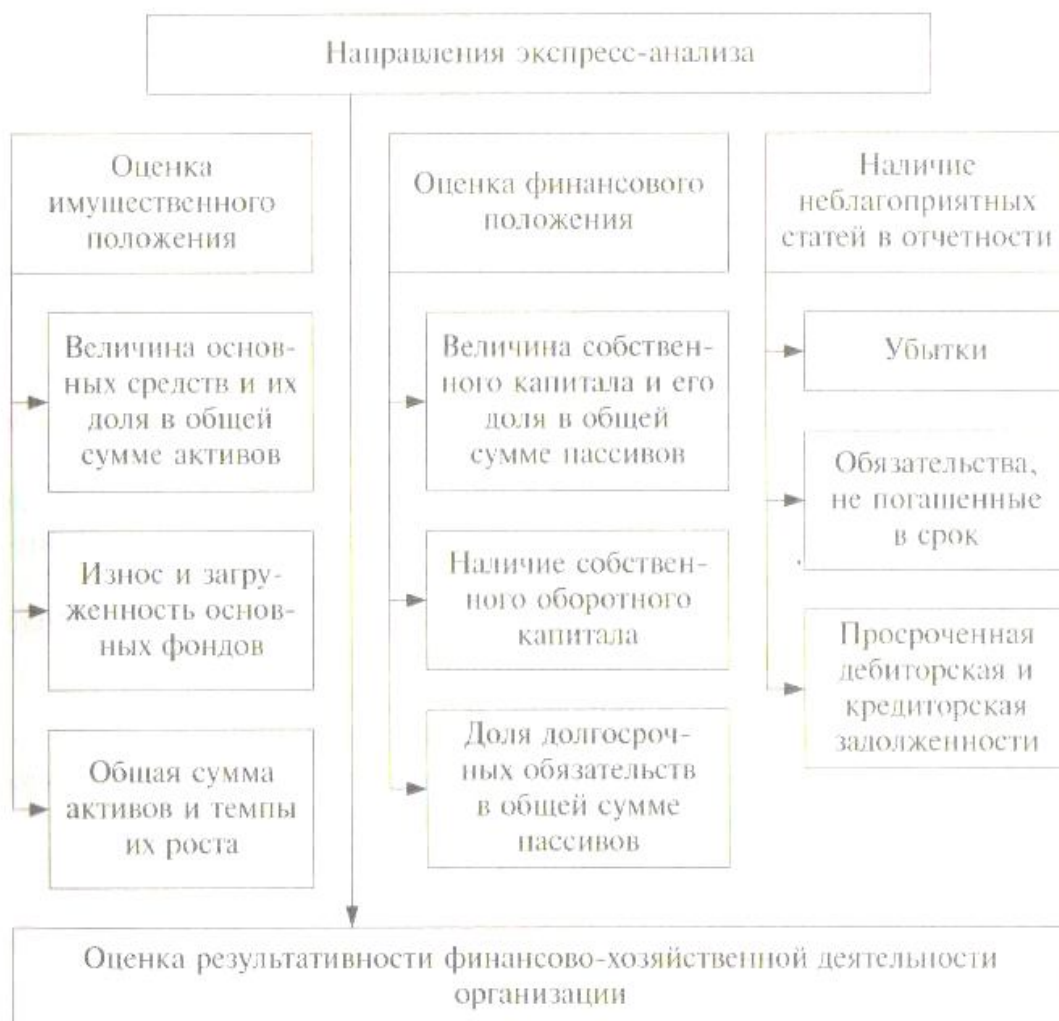 Направления экспресс-анализа
Оценка
имущественного
положения
Величина основ-
ных средств и их
доля в общей
сумме активов
Износ и загру-
женность основ-
ных фондов
Общая сумма
активов и темпы
их роста
Оценка финансового
положения
Величина собствен-
ного капитала и его
доля в общей
сумме пассивов
Наличие собствен-
ного оборотного
капитала
Доля долгосроч-
ных обязательств
в общей сумме
пассивов
Наличие
неблагоприятных
статей в отчетности
Убытки
Обязательства,
не погашенные
в срок
Просроченная
дебиторская и
кредиторская
задолженности
Оценка результативности финансово-хозяйственной деятельности
организации